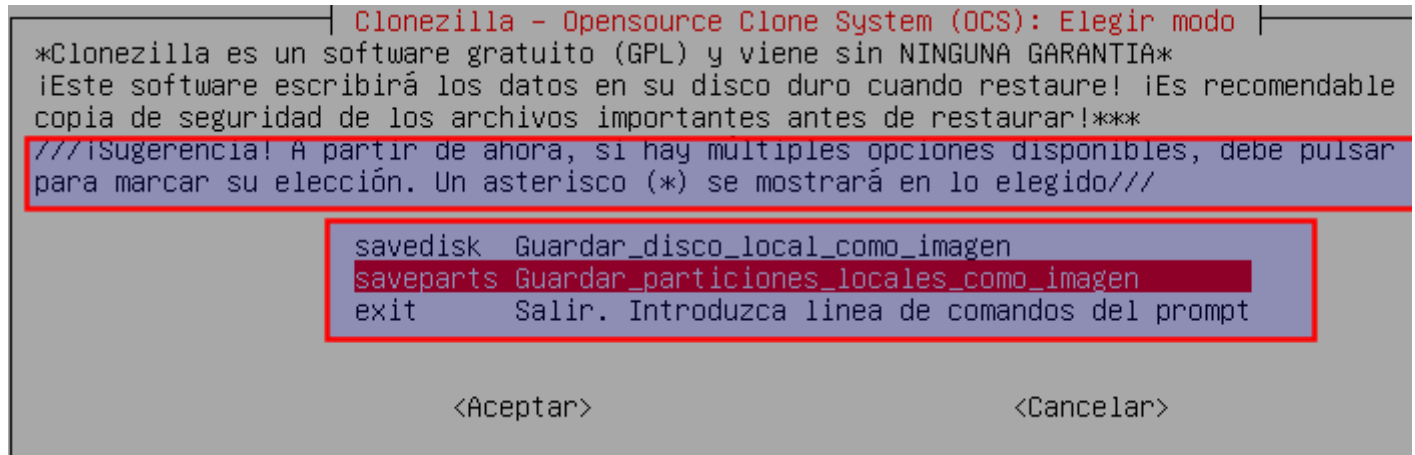 Clonezilla - Opensource Clone System (OCS): Elegir modo
*Clonezilla es un software gratuito (GPL) y viene sin NINGUNA GARANTIA*
¡Este software escribirá los datos en su disco duro cuando restaure! ¡Es recomendable
copia de seguridad de los archivos importantes antes de restaurar!***
///¡Sugerencia! A partir de ahora, si hay múltiples opciones disponibles, debe pulsar
para marcar su elección. Un asterisco (*) se mostrará en lo elegido///
savedisk Guardar_disco_local_como_imagen
saveparts Guardar_particiones_locales_como_imagen
exit Salir. Introduzca linea de comandos del prompt
<Aceptar> <Cancelar>